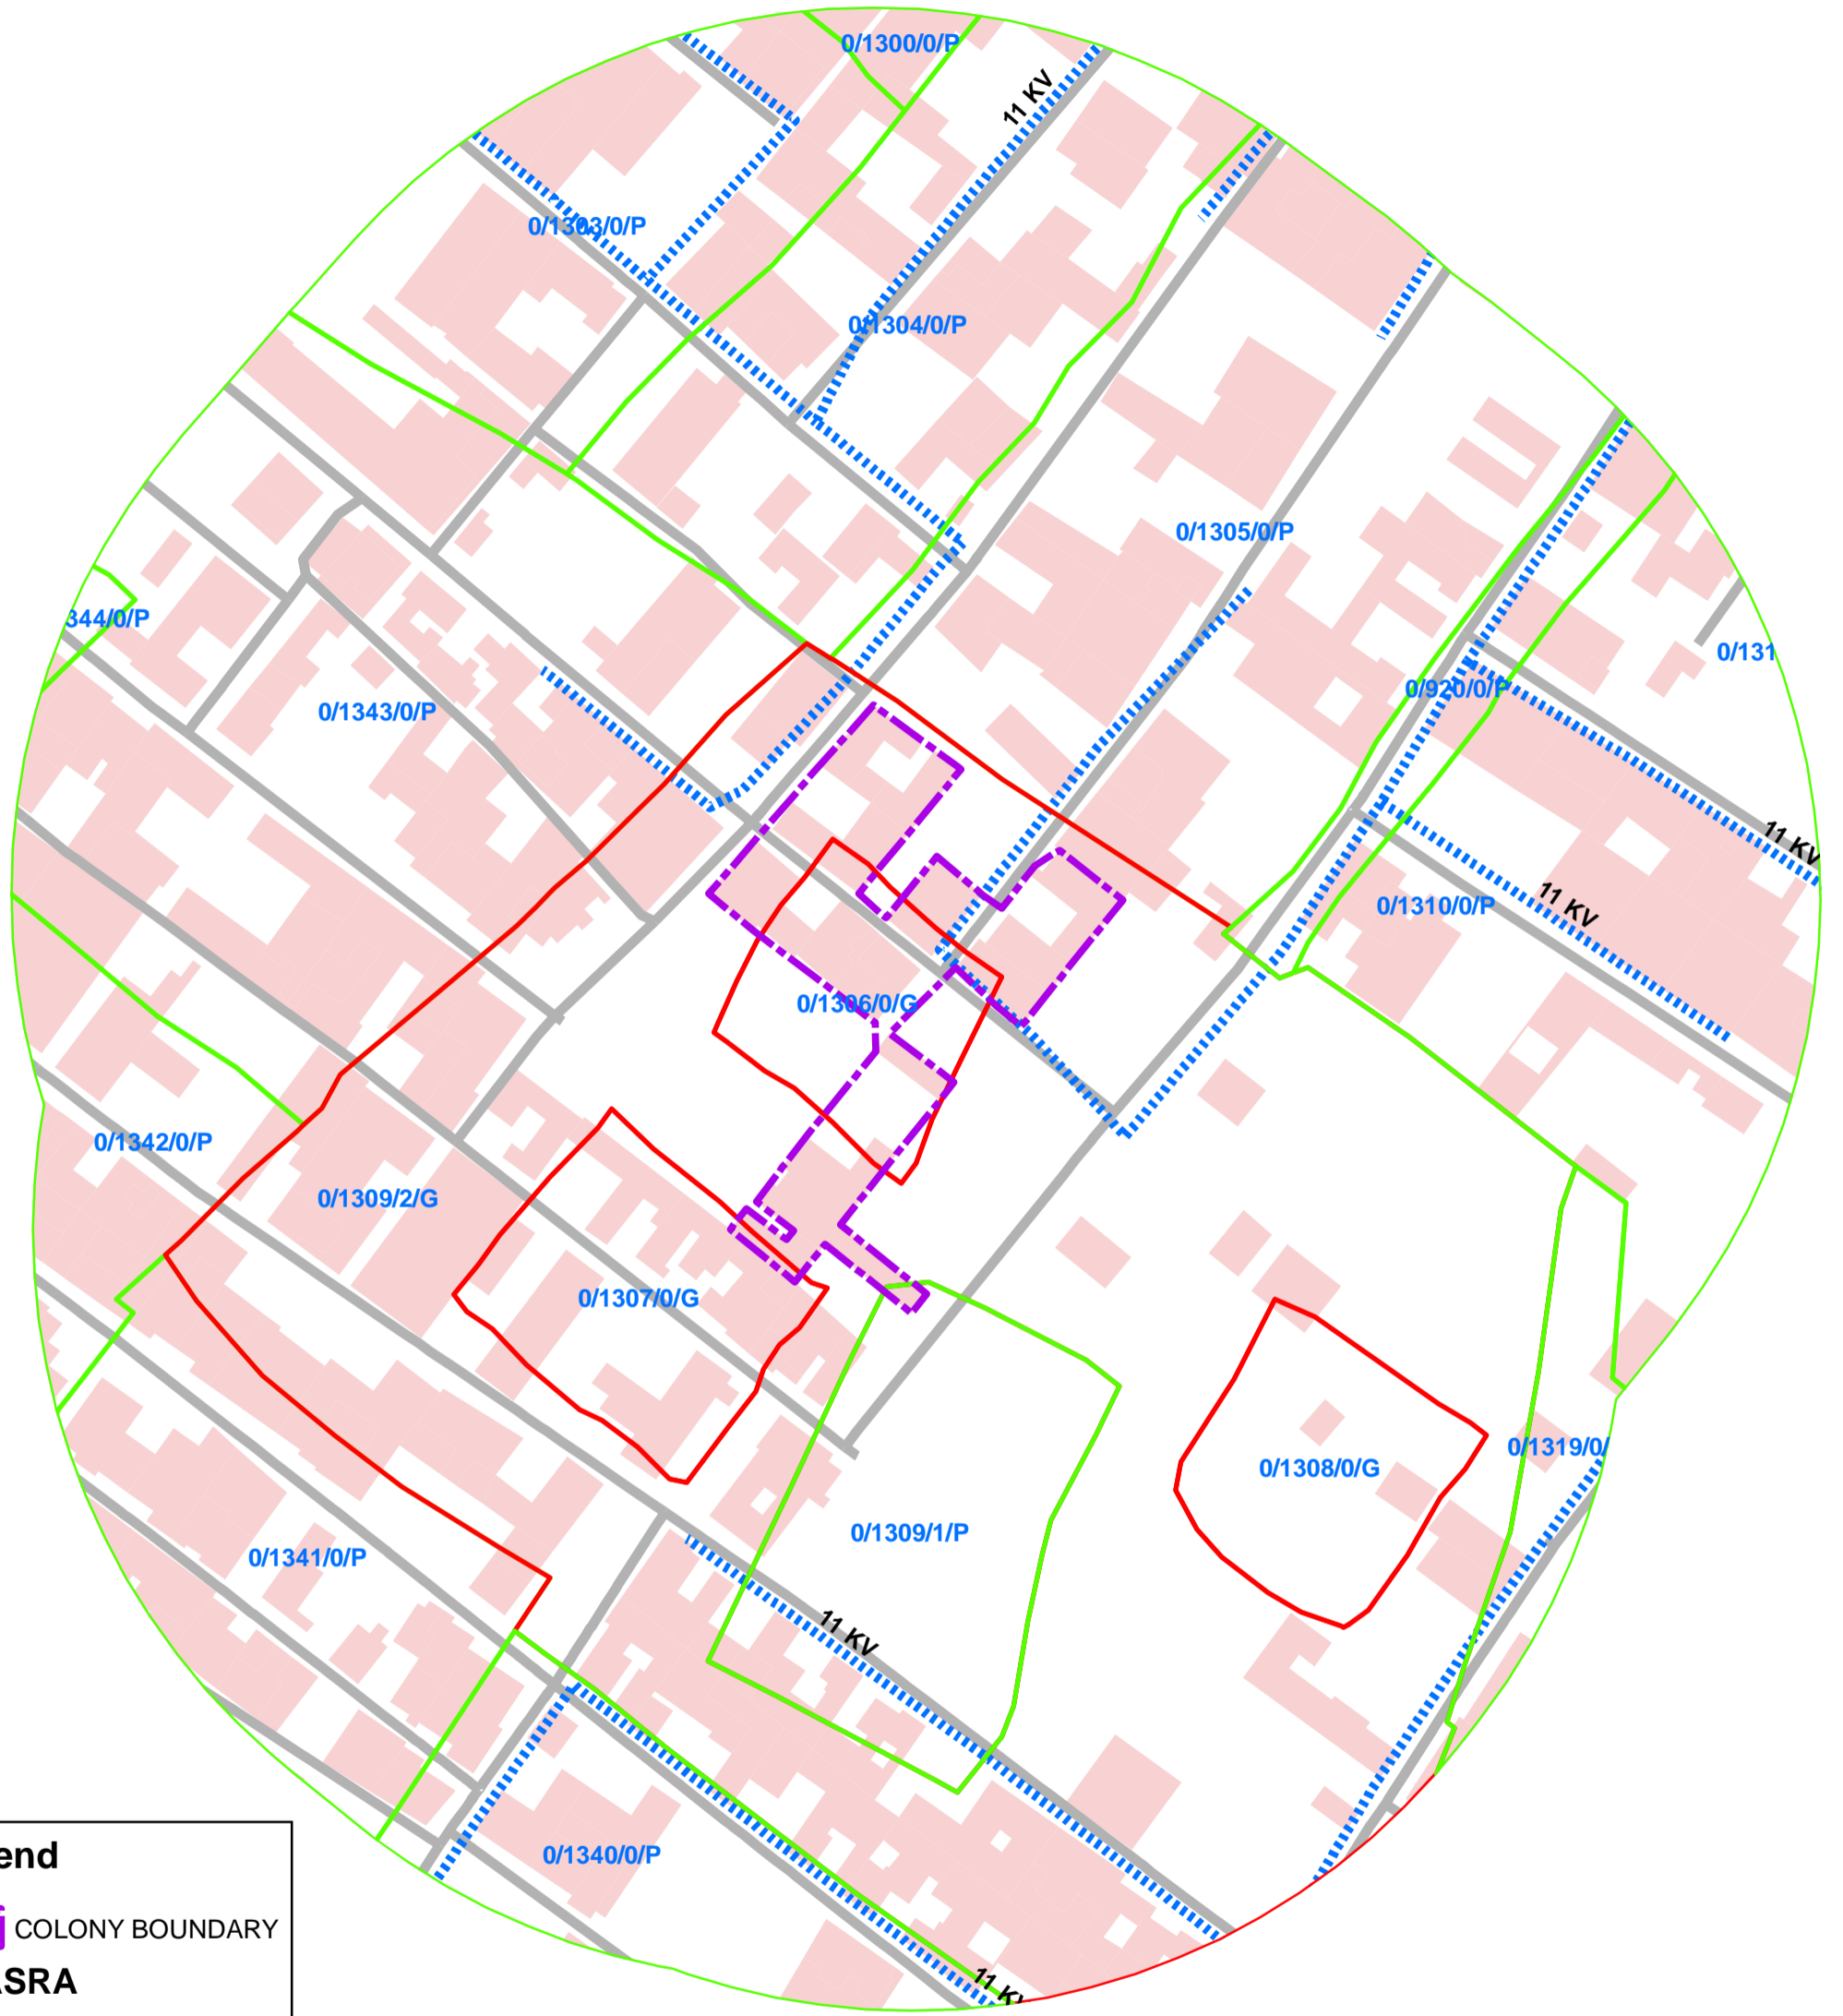 0/1300/0/P
11 KV
0/1303/0/P
0/1304/0/P
0/1305/0/P
344/0/P
0/131
0/920/0/P
0/1343/0/P
11 KV
11 KV
0/1310/0/P
0/1306/0/G
0/1342/0/P
0/1309/2/G
0/1307/0/G
0/1319/0/
0/1308/0/G
0/1309/1/P
0/1341/0/P
11 KV
0/1340/0/P
end
COLONY BOUNDARY
SRA
11 KV